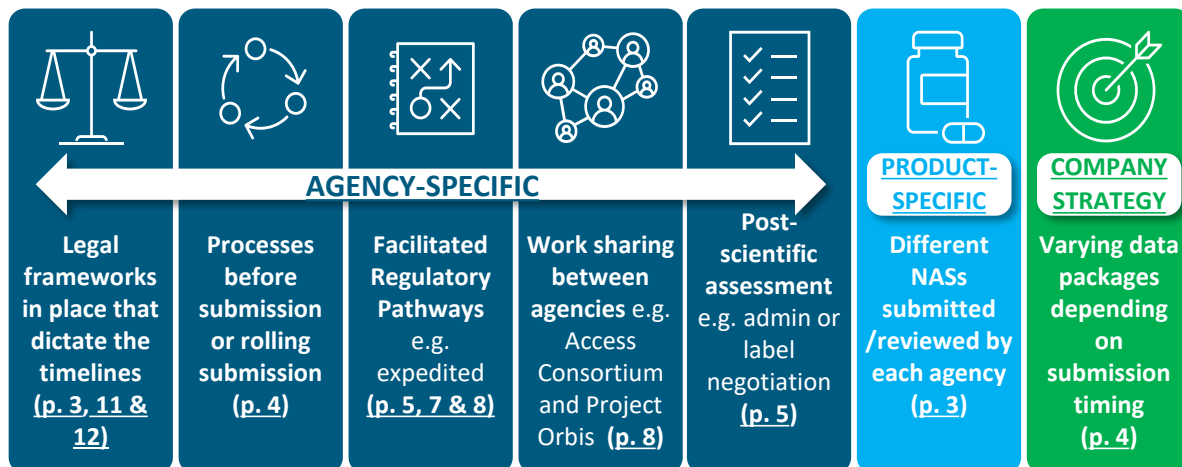 AGENCY-SPECIFIC
Legal
frameworks
in place that
dictate the
timelines
(p. 3, 11 &
12)
Processes
before
submission
or rolling
submission
(p. 4)
Facilitated
Regulatory
Pathways
e.g.
expedited
(p. 5, 7 & 8)
Work sharing
between
agencies e.g.
Access
Consortium
and Project
Orbis (p. 8)
Post-
scientific
assessment
e.g. admin or
label
negotiation
(p. 5)
PRODUCT-
SPECIFIC
Different
NASs
submitted
/reviewed by
each agency
(p. 3)
COMPANY
STRATEGY
Varying data
packages
depending
on
submission
timing
(p. 4)